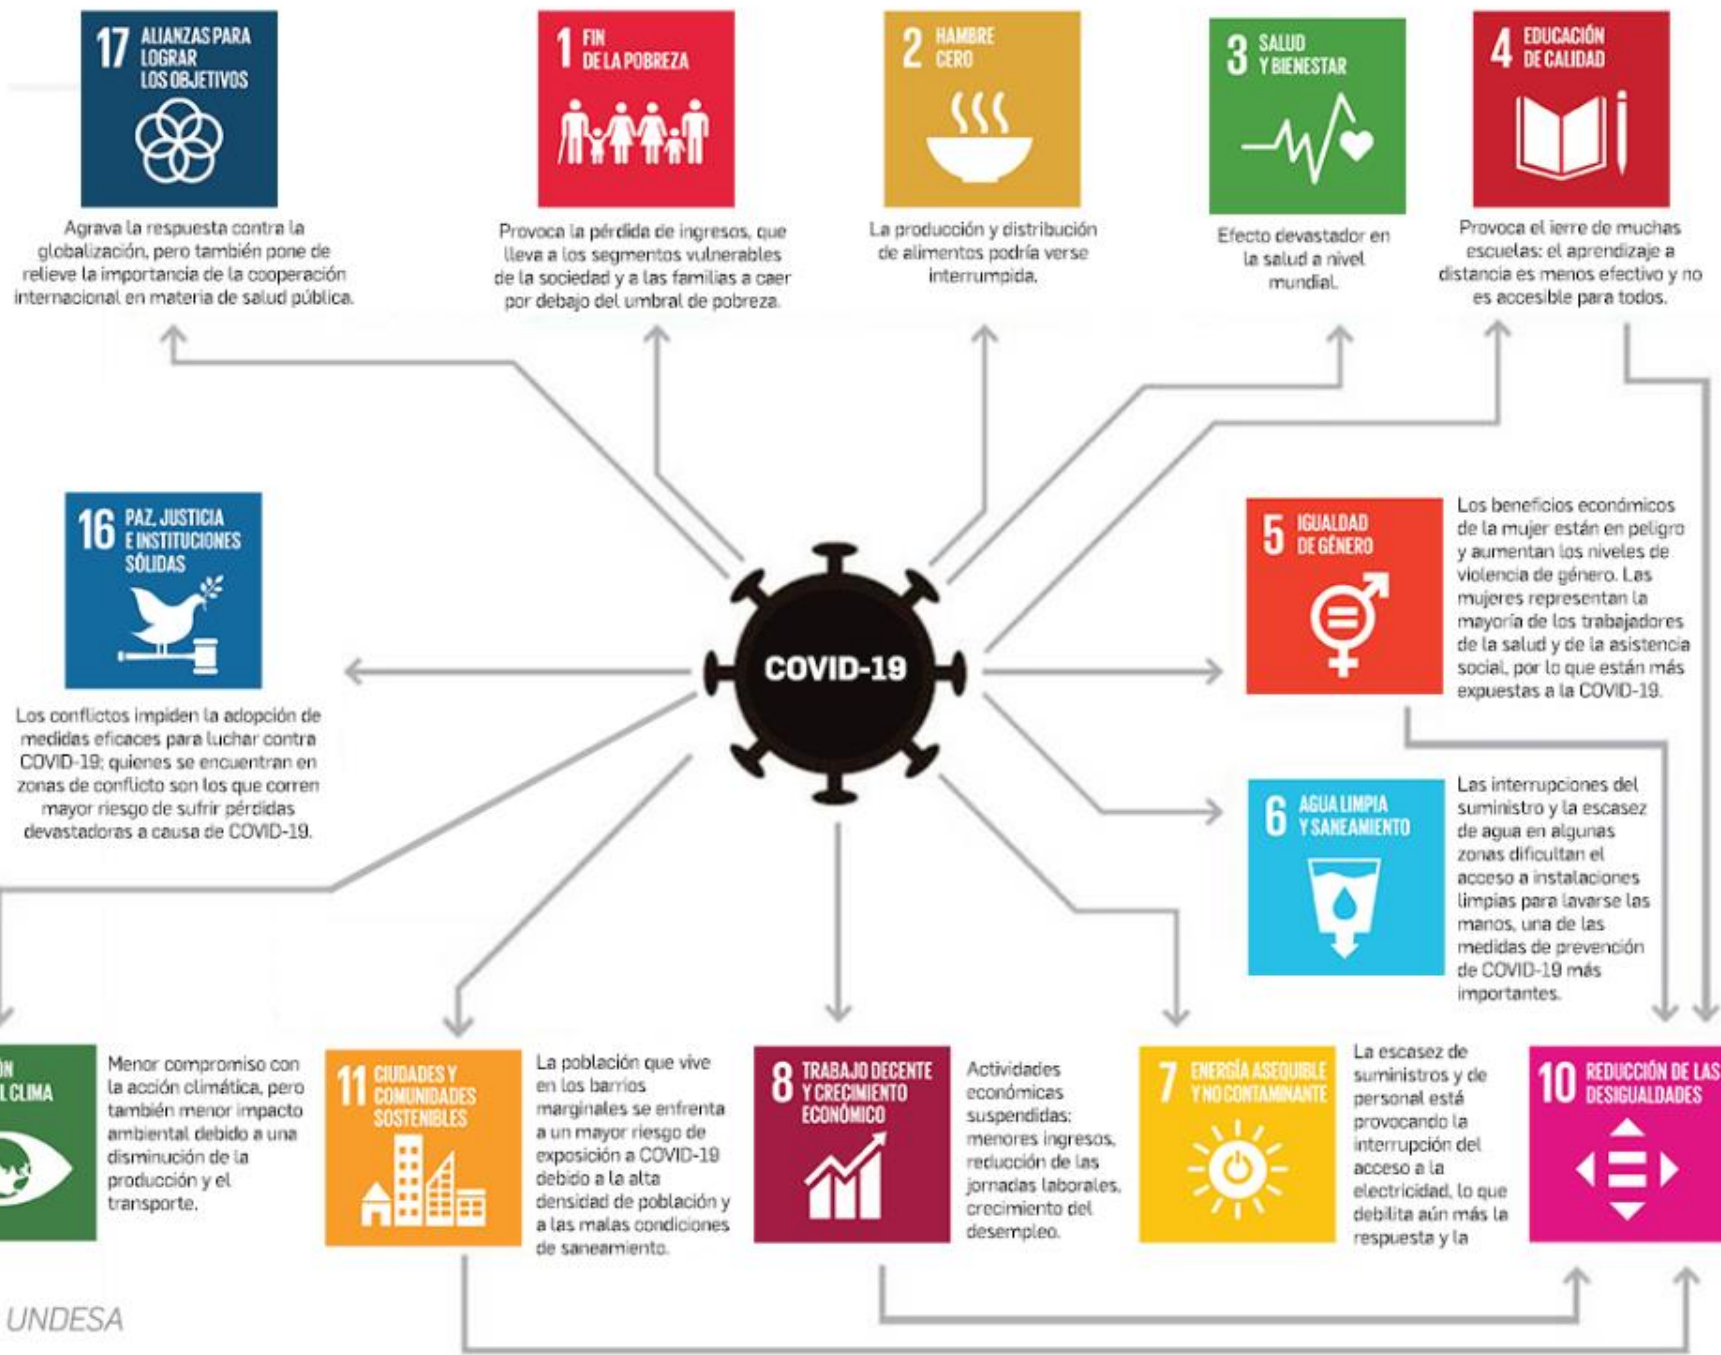 17 ALIANZAS PARA
LOGRAR
LOS OBJETIVOS
Agrava la respuesta contra la
globalización, pero también pone de
relieve la importancia de la cooperación
internacional en materia de salud pública.
1 FIN
DE LA POBREZA
Provoca la pérdida de ingresos, que
lleva a los segmentos vulnerables
de la sociedad y a las familias a caer
por debajo del umbral de pobreza.
2 HAMBRE
CERO
La producción y distribución
de alimentos podría verse
interrumpida.
3 SALUD
Y BIENESTAR
Efecto devastador en
la salud a nivel
mundial.
4 EDUCACIÓN
DE CALIDAD
Provoca el ierre de muchas
escuelas: el aprendizaje a
distancia es menos efectivo y no
es accesible para todos.
16 PAZ, JUSTICIA
E INSTITUCIONES
SÓLIDAS
Los conflictos impiden la adopción de
medidas eficaces para luchar contra
COVID-19; quienes se encuentran en
zonas de conflicto son los que corren
mayor riesgo de sufrir pérdidas
devastadoras a causa de COVID-19.
COVID-19
5 IGUALDAD
DE GÉNERO
Los beneficios económicos
de la mujer están en peligro
y aumentan los niveles de
violencia de género. Las
mujeres representan la
mayoría de los trabajadores
de la salud y de la asistencia
social, por lo que están más
expuestas a la COVID-19.
6 AGUA LIMPIA
Y SANEAMIENTO
Las interrupciones del
suministro y la escasez
de agua en algunas
zonas dificultan el
acceso a instalaciones
limpias para lavarse las
manos, una de las
medidas de prevención
de COVID-19 más
importantes.
ÓN
L CLIMA
Menor compromiso con
la acción climática, pero
también menor impacto
ambiental debido a una
disminución de la
producción y el
transporte.
11 CIUDADES Y
COMUNIDADES
SOSTENIBLES
La población que vive
en los barrios
marginales se enfrenta
a un mayor riesgo de
exposición a COVID-19
debido a la alta
densidad de población y
a las malas condiciones
de saneamiento.
8 TRABAJO DECENTE
Y CRECIMIENTO
ECONÓMICO
Actividades
económicas
suspendidas:
menores ingresos,
reducción de las
jornadas laborales,
crecimiento del
desempleo.
7 ENERGÍA ASEQUIBLE
Y NO CONTAMINANTE
La escasez de
suministros y de
personal está
provocando la
interrupción del
acceso a la
electricidad, lo que
debilita aún más la
respuesta y la
10 REDUCCIÓN DE LAS
DESIGUALDADES
UNDESA